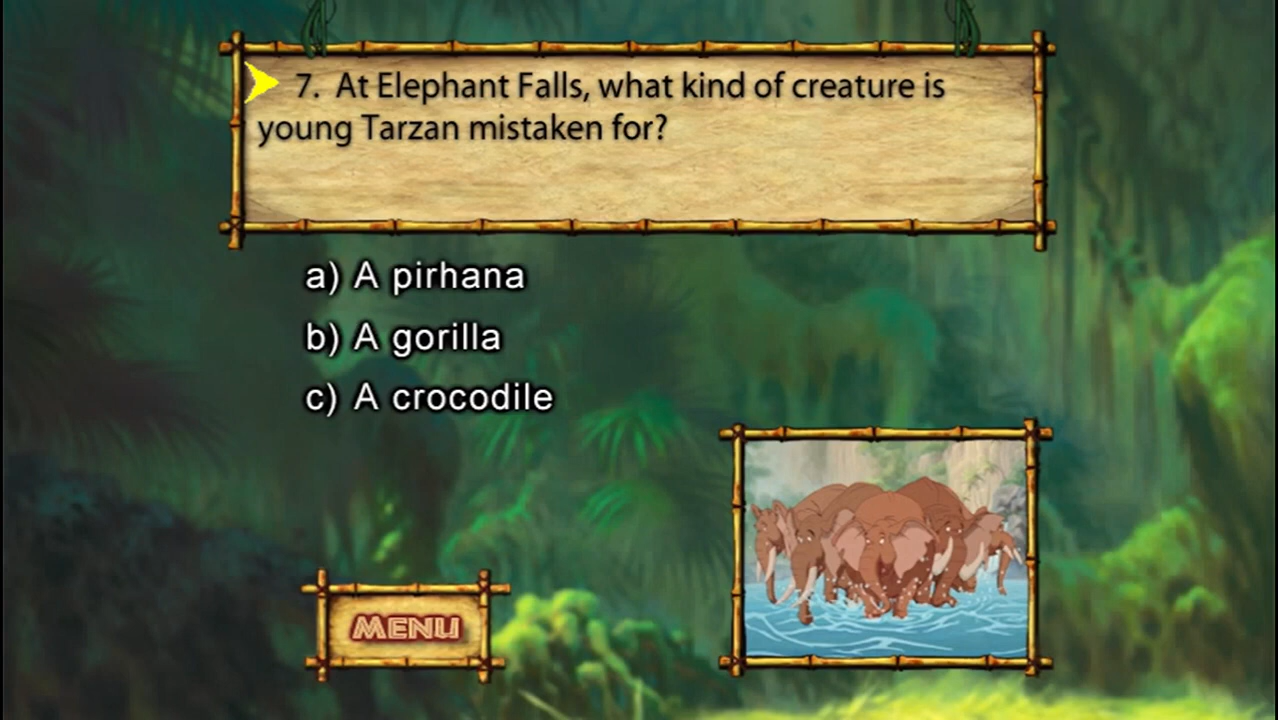 7. At Elephant Falls, what kind of creature is
young Tarzan mistaken for?
a) A pirhana
b) A gorilla
c) A crocodile
MENU